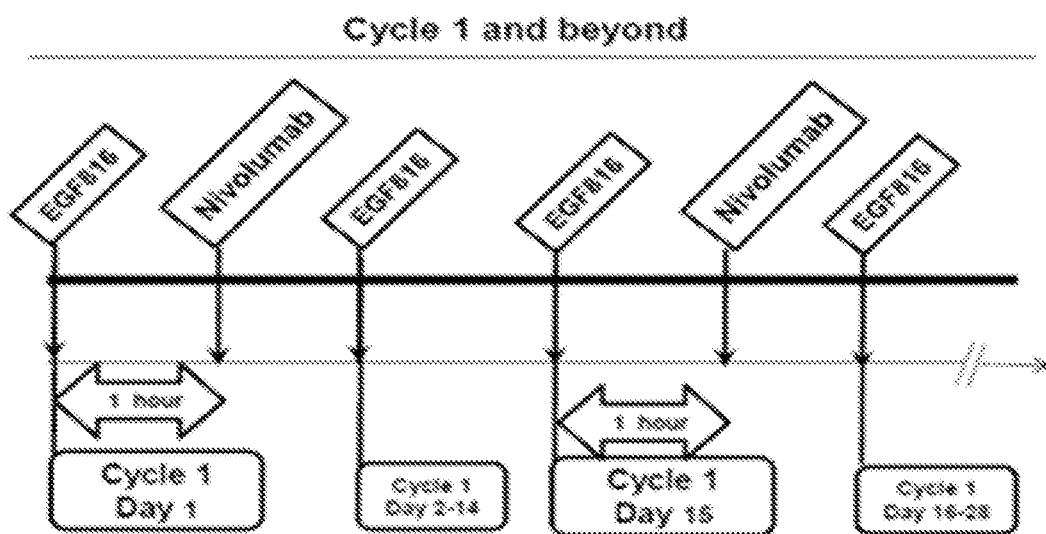 Cycle 1 and beyond
EGF816
Nivolumab
EGF816
EGF816
Nivolumab
EGF816
1 hour
1 hour
Cycle 1
Day 1
Cycle 1
Day 2-14
Cycle 1
Day 15
Cycle 1
Day 16-28